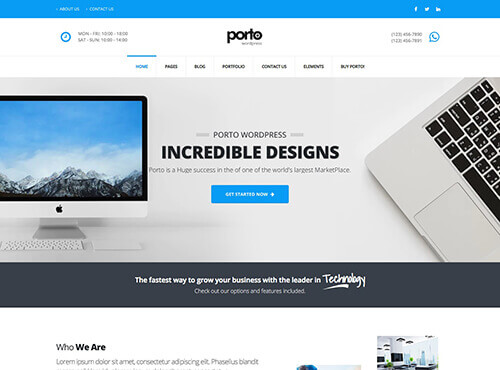 ABOUT US CONTACT US
MON - FRI: 10:00 - 18:00
SAT - SUN: 10:00 - 14:00
porto
wordpress
(123) 456-7890
(123) 456-7891
HOME PAGES BLOG PORTFOLIO CONTACT US ELEMENTS BUY PORTO!
PORTO WORDPRESS
INCREDIBLE DESIGNS
Porto is a Huge success in the of one of the world's largest MarketPlace.
GET STARTED NOW
The fastest way to grow your business with the leader in Technology
Check out our options and features included.
Who We Are
Lorem ipsum dolor sit amet, consectetur adipiscing elit. Phasellus blandit